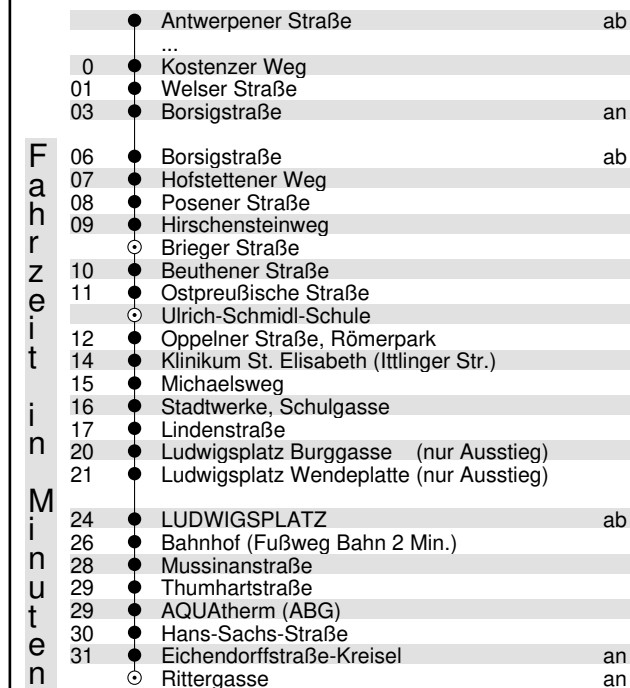 Antwerpener Straße ab
...
0 Kostenzer Weg
01 Welser Straße
03 Borsigstraße an
06 Borsigstraße ab
07 Hofstettener Weg
08 Posener Straße
09 Hirschensteinweg
Brieger Straße
10 Beuthener Straße
11 Ostpreußische Straße
Ulrich-Schmidl-Schule
12 Oppelner Straße, Römerpark
14 Klinikum St. Elisabeth (Ittlinger Str.)
15 Michaelsweg
16 Stadtwerke, Schulgasse
17 Lindenstraße
20 Ludwigsplatz Burggasse (nur Ausstieg)
21 Ludwigsplatz Wendeplatte (nur Ausstieg)
24 LUDWIGSPLATZ ab
26 Bahnhof (Fußweg Bahn 2 Min.)
28 Mussinanstraße
29 Thumhartstraße
29 AQUAtherm (ABG)
30 Hans-Sachs-Straße
31 Eichendorffstraße-Kreisel an
Rittergasse an
Fahrzeit in Minuten